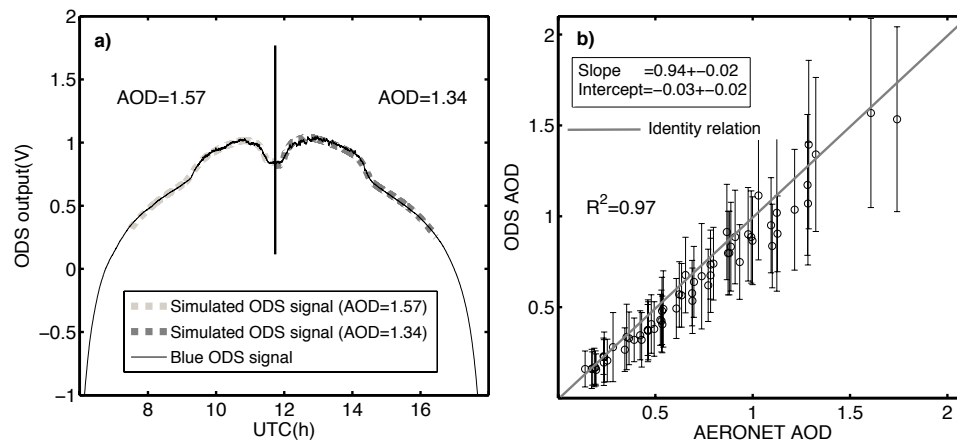 a)
AOD=1.57
AOD=1.34
ODS output(V)
2
1.5
1
0.5
0
−0.5
−1
Simulated ODS signal (AOD=1.57)
Simulated ODS signal (AOD=1.34)
Blue ODS signal
8 10 12 14 16
UTC(h)
b)
Slope =0.94+−0.02
Intercept=−0.03+−0.02
Identity relation
R2=0.97
ODS AOD
2
1.5
1
0.5
0.5 1 1.5 2
AERONET AOD